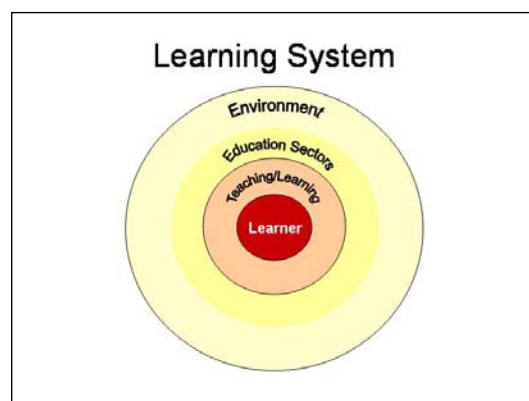 Learning System
Environment
Education Sectors
Teaching/Learning
Learner